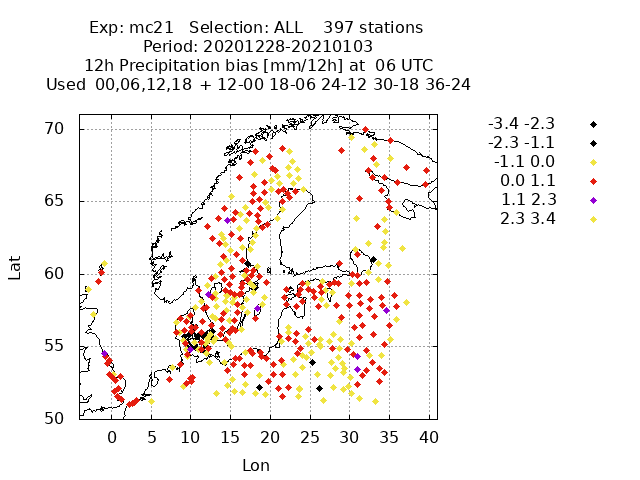 Exp: mc21 Selection: ALL 397 stations
Period: 20201228-20210103
12h Precipitation bias [mm/12h] at 06 UTC
Used 00,06,12,18 + 12-00 18-06 24-12 30-18 36-24
70
65
60
55
50
Lat
0 5 10 15 20 25 30 35 40
Lon
-3.4 -2.3
-2.3 -1.1
-1.1 0.0
0.0 1.1
1.1 2.3
2.3 3.4